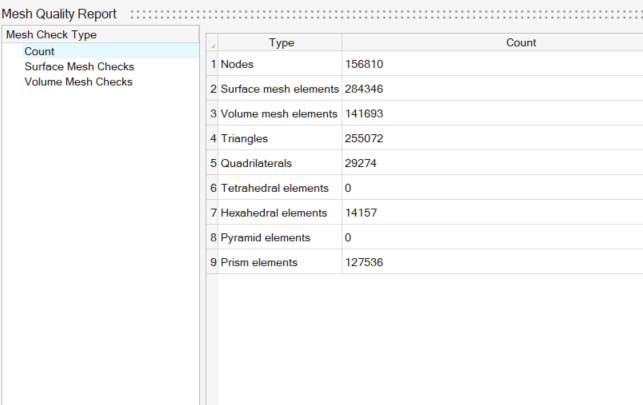 Mesh Quality Report
Mesh Check Type
Count
Surface Mesh Checks
Volume Mesh Checks
Type Count
1 Nodes 156810
2 Surface mesh elements 284346
3 Volume mesh elements 141693
4 Triangles 255072
5 Quadrilaterals 29274
6 Tetrahedral elements 0
7 Hexahedral elements 14157
8 Pyramid elements 0
9 Prism elements 127536